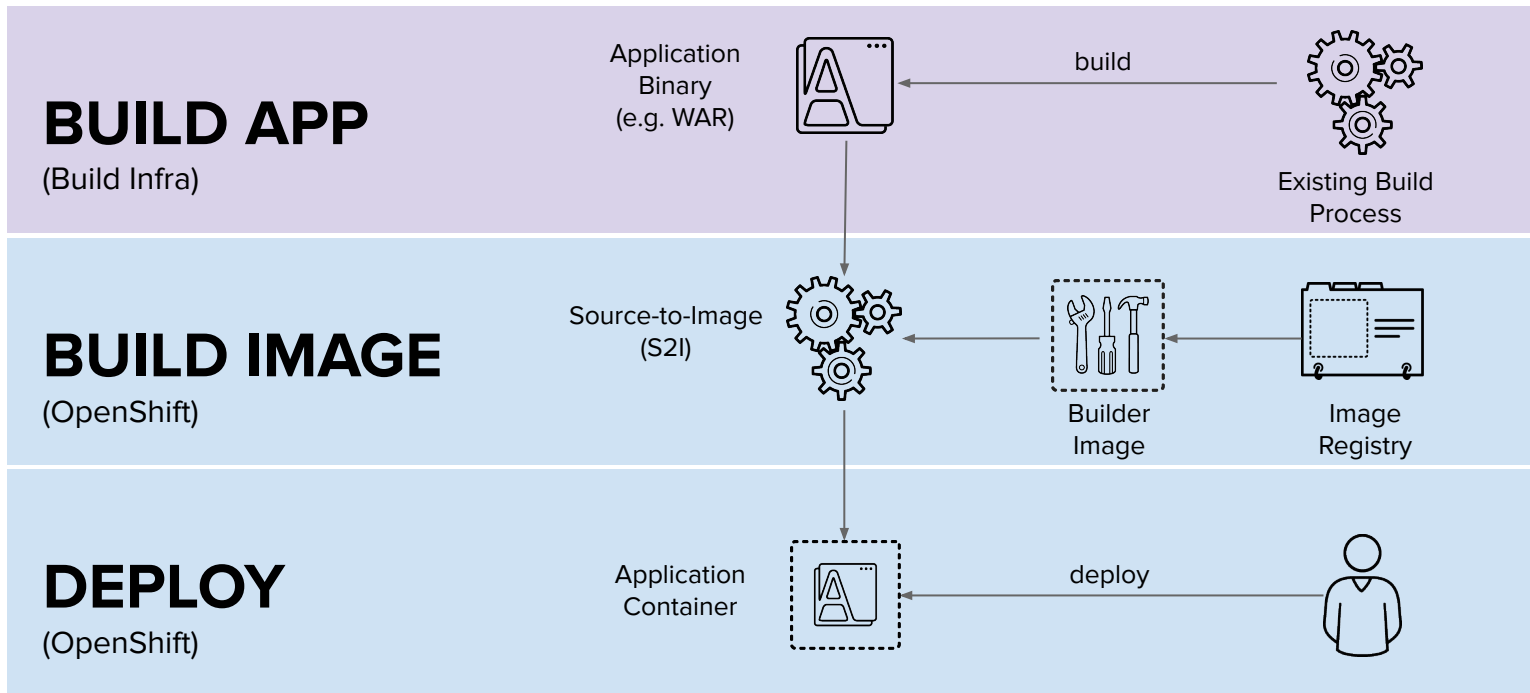 BUILD APP
(Build Infra)
Application
Binary
(e.g. WAR)
build
Existing Build
Process
BUILD IMAGE
(OpenShift)
Source-to-Image
(S2I)
Builder
Image
Image
Registry
DEPLOY
(OpenShift)
Application
Container
deploy